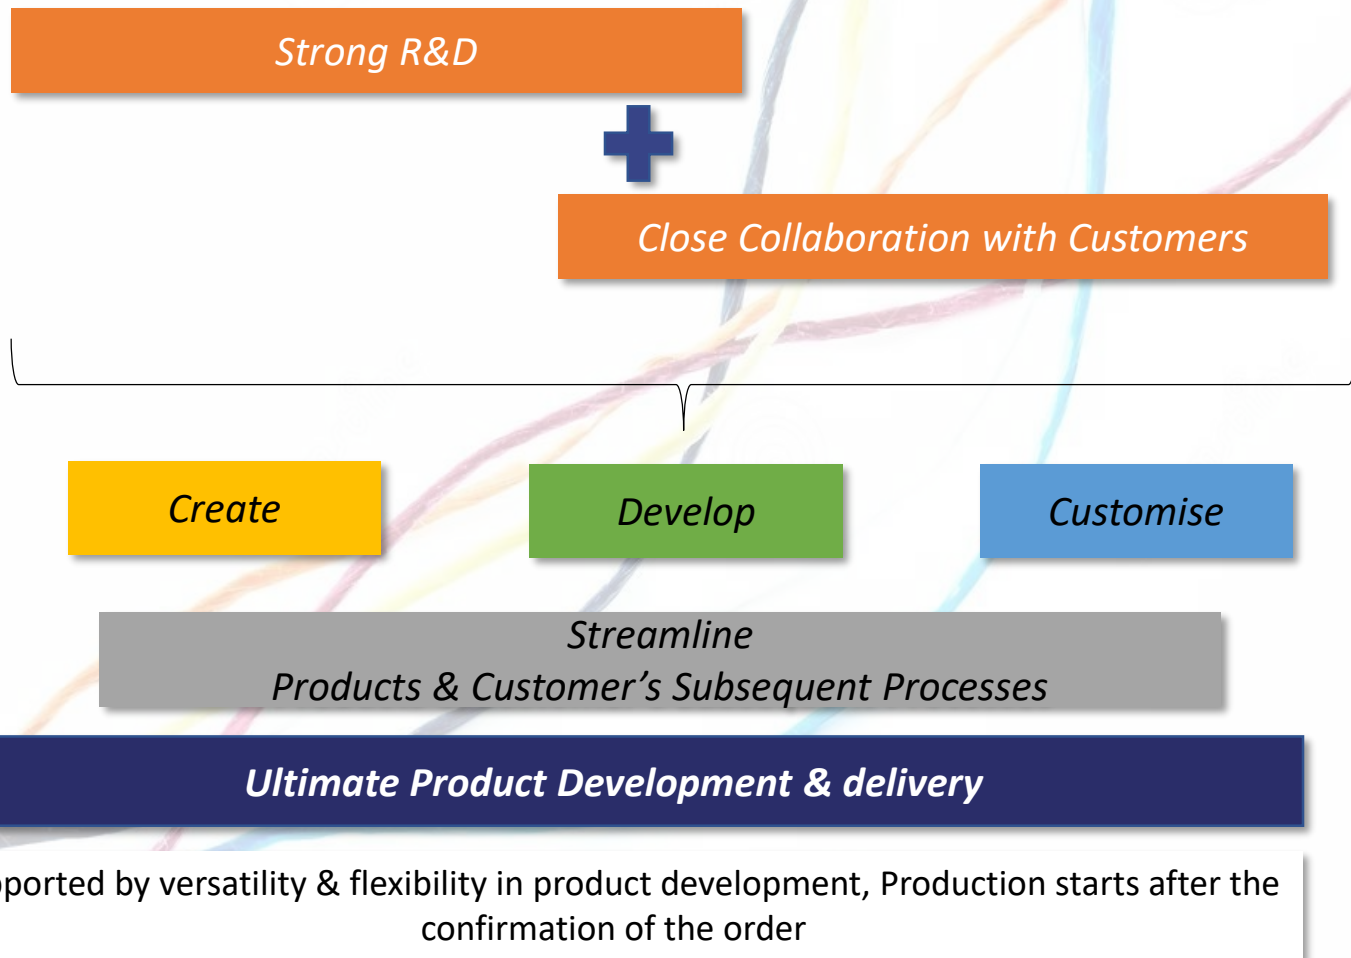 Strong R&D
Close Collaboration with Customers
Create
Develop
Customise
Streamline
Products & Customer’s Subsequent Processes
Ultimate Product Development & delivery
by versatility & flexibility in product development, Production starts after the
confirmation of the order